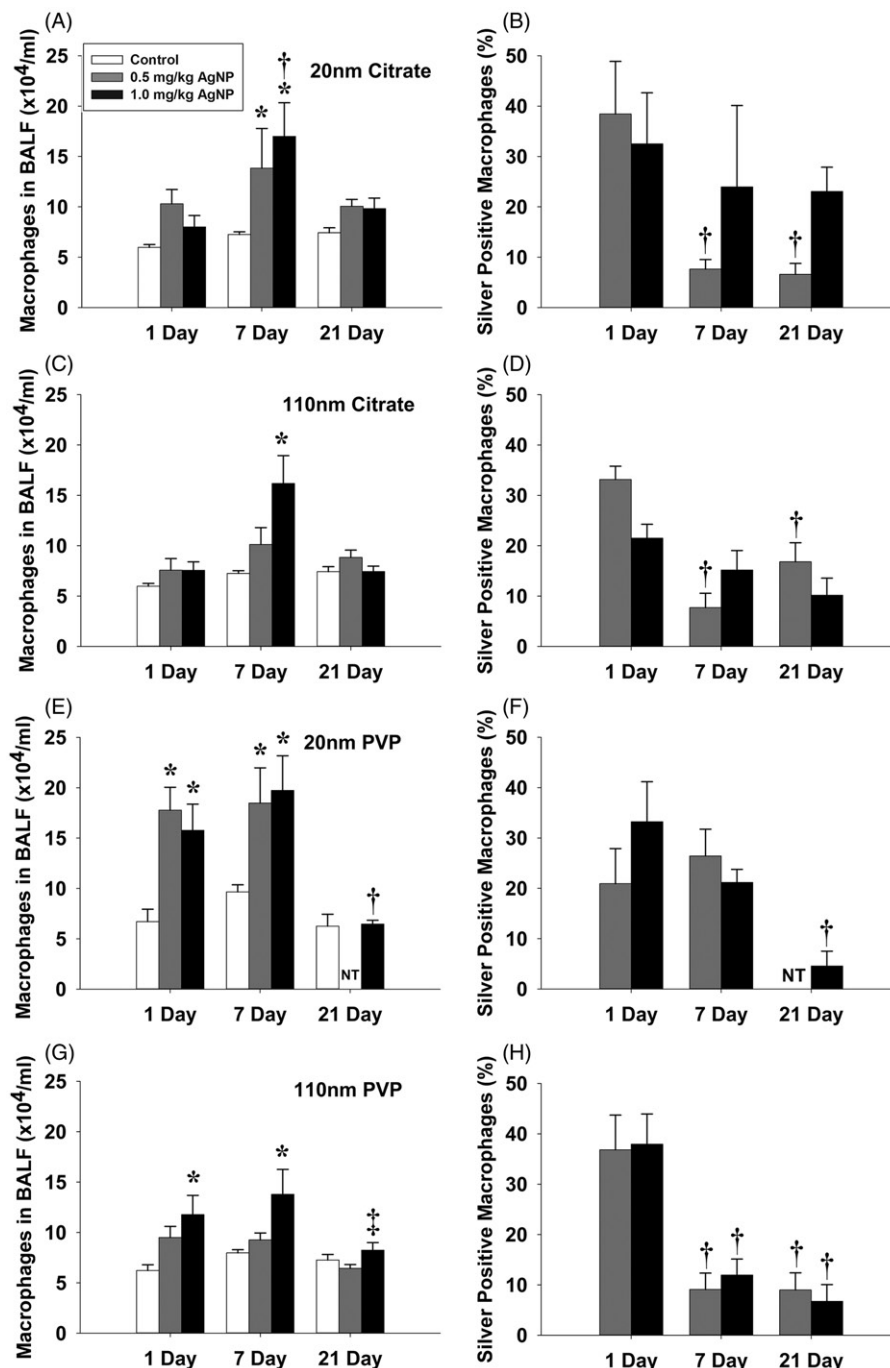 (A)
Macrophages in BALF (x10⁴/ml)
25
20
15
10
5
0
Control
0.5 mg/kg AgNP
1.0 mg/kg AgNP
20nm Citrate
*
†
*
1 Day 7 Day 21 Day
(B)
Silver Positive Macrophages (%)
50
40
30
20
10
0
†
†
1 Day 7 Day 21 Day
(C)
Macrophages in BALF (x10⁴/ml)
25
20
15
10
5
0
110nm Citrate
*
1 Day 7 Day 21 Day
(D)
Silver Positive Macrophages (%)
50
40
30
20
10
0
†
†
1 Day 7 Day 21 Day
(E)
Macrophages in BALF (x10⁴/ml)
25
20
15
10
5
0
20nm PVP
* * * *
†
NT
1 Day 7 Day 21 Day
(F)
Silver Positive Macrophages (%)
50
40
30
20
10
0
†
NT
1 Day 7 Day 21 Day
(G)
Macrophages in BALF (x10⁴/ml)
25
20
15
10
5
0
110nm PVP
* *
‡
1 Day 7 Day 21 Day
(H)
Silver Positive Macrophages (%)
50
40
30
20
10
0
† † † †
1 Day 7 Day 21 Day